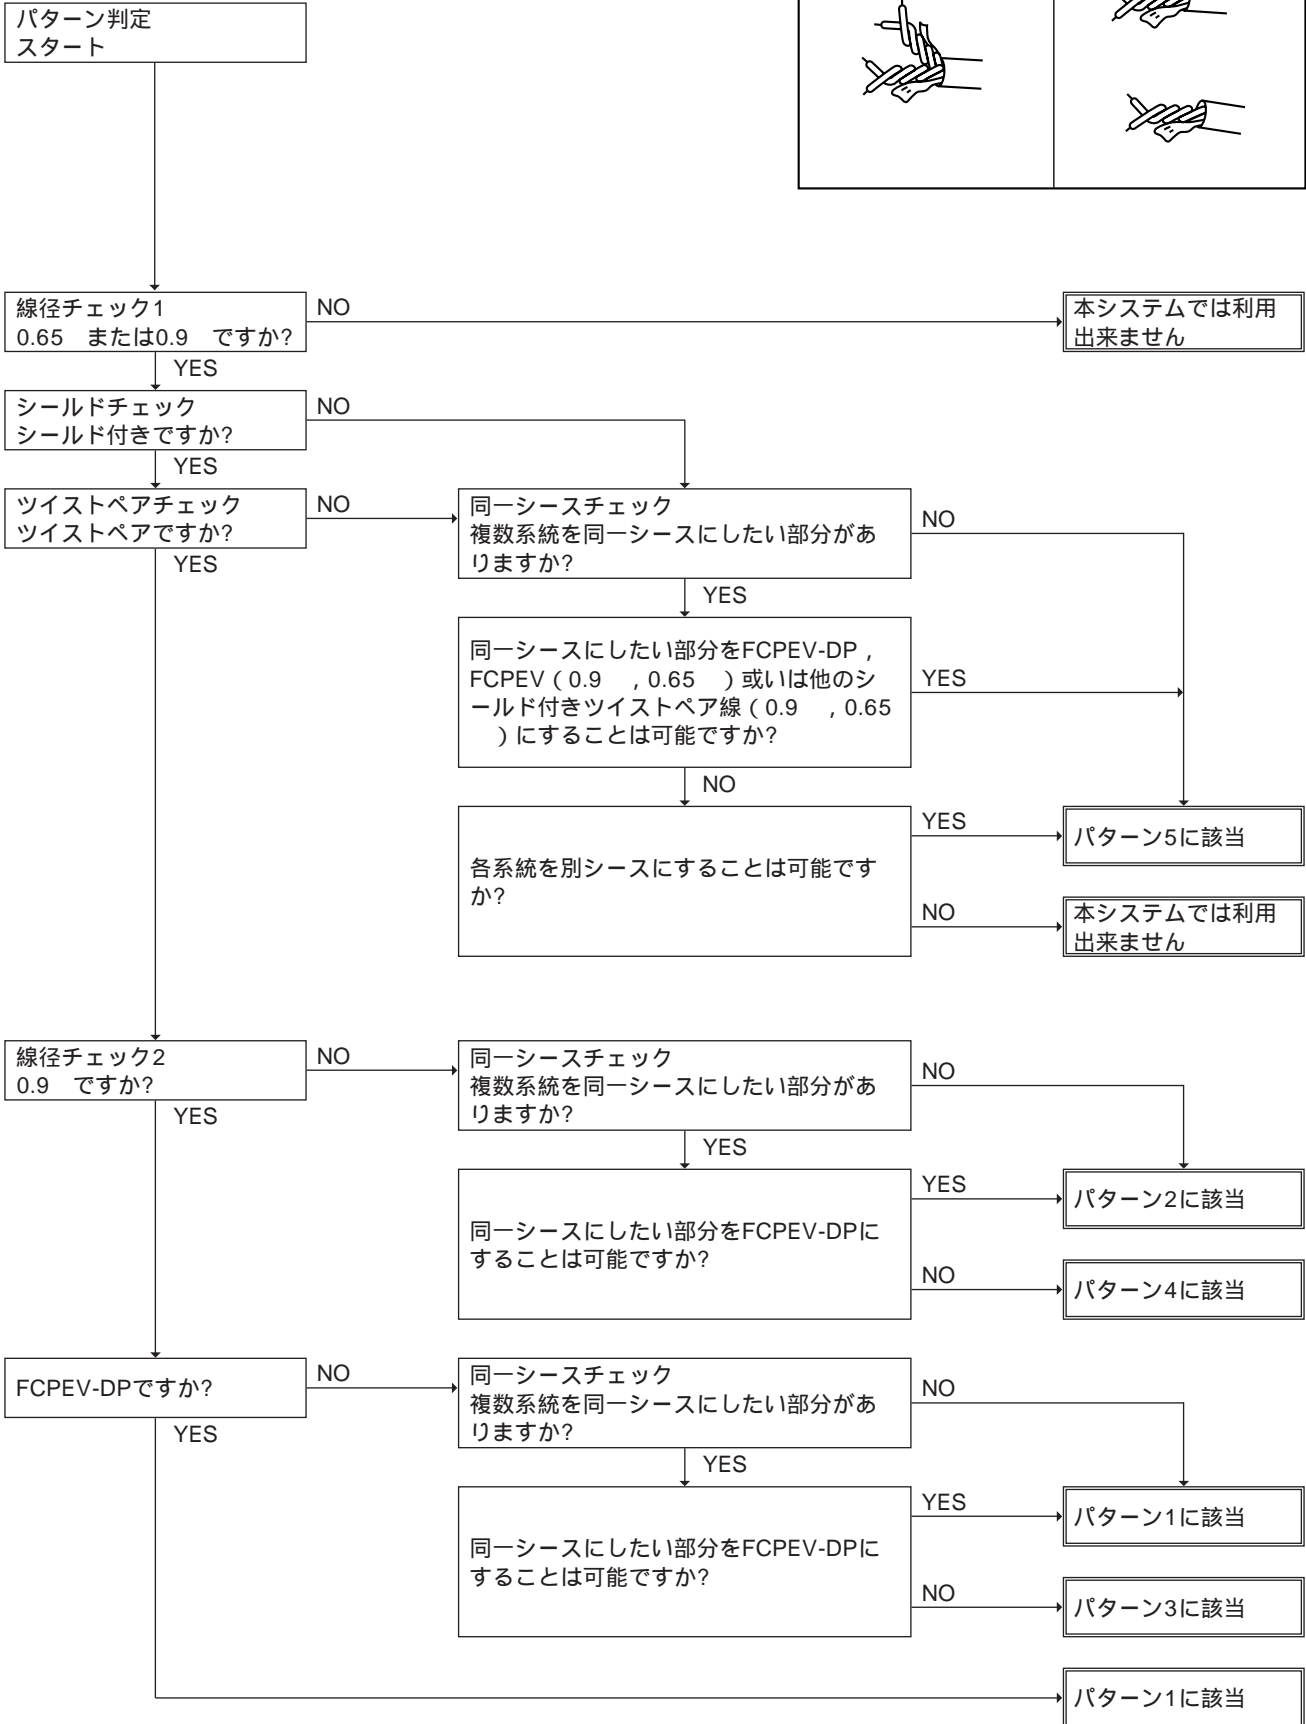 パターン判定
スタート
線径チェック1
0.65　または0.9　ですか?
NO
本システムでは利用
出来ません
YES
シールドチェック
シールド付きですか?
NO
YES
ツイストペアチェック
ツイストペアですか?
NO
YES
同一シースチェック
複数系統を同一シースにしたい部分があ
りますか?
NO
YES
同一シースにしたい部分をFCPEV-DP，
FCPEV（0.9　，0.65　）或いは他のシ
ールド付きツイストペア線（0.9　，0.65
　）にすることは可能ですか?
YES
NO
各系統を別シースにすることは可能です
か?
YES
パターン5に該当
NO
本システムでは利用
出来ません
線径チェック2
0.9　ですか?
NO
YES
同一シースチェック
複数系統を同一シースにしたい部分があ
りますか?
NO
YES
同一シースにしたい部分をFCPEV-DPに
することは可能ですか?
YES
パターン2に該当
NO
パターン4に該当
FCPEV-DPですか?
NO
YES
同一シースチェック
複数系統を同一シースにしたい部分があ
りますか?
NO
YES
同一シースにしたい部分をFCPEV-DPに
することは可能ですか?
YES
パターン1に該当
NO
パターン3に該当
パターン1に該当